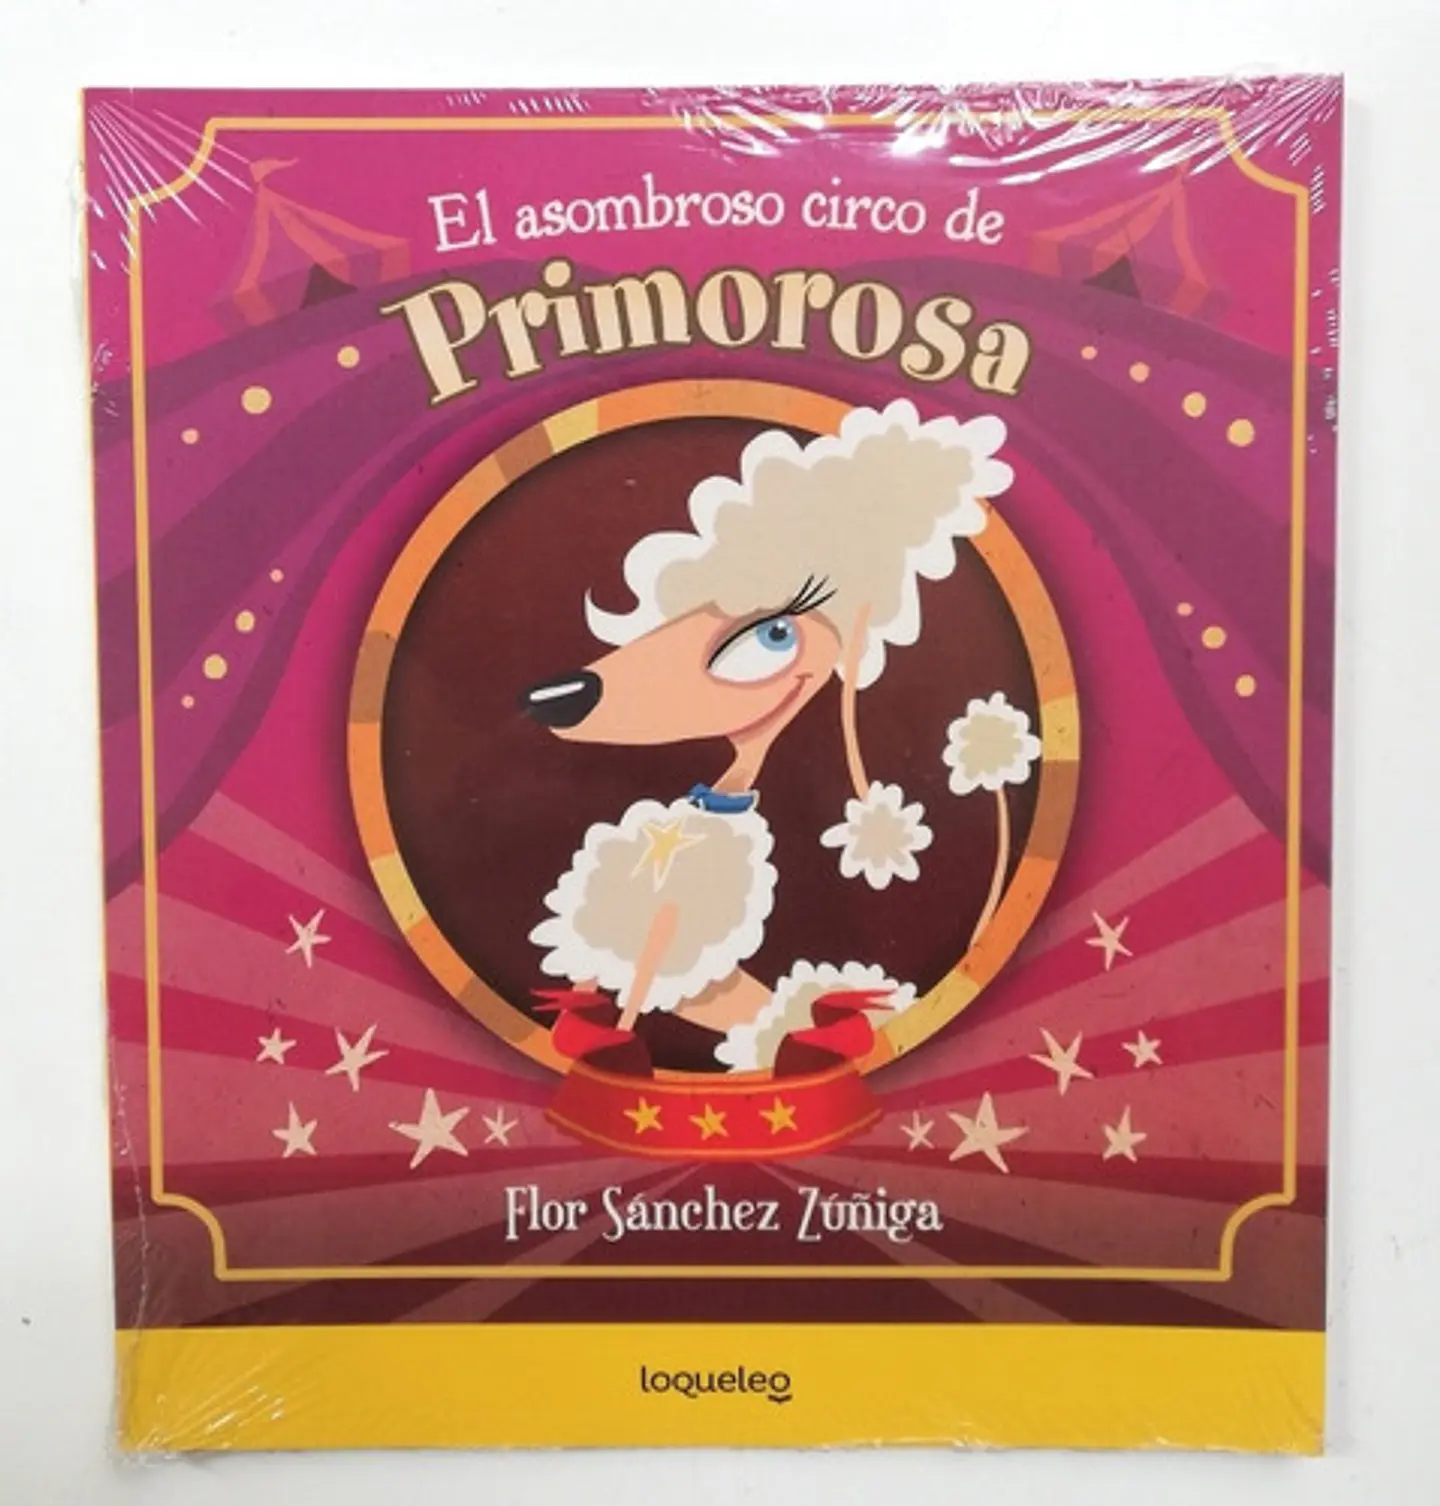 El asombroso circo de
Primorosa
Flor Sánchez Zúñiga
loqueleo